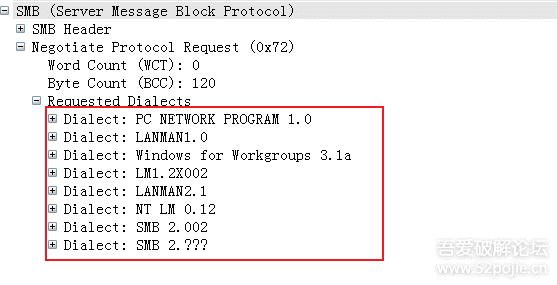 SMB (Server Message Block Protocol)
SMB Header
Negotiate Protocol Request (0x72)
Word Count (WCT): 0
Byte Count (BCC): 120
Requested Dialects
Dialect: PC NETWORK PROGRAM 1.0
Dialect: LANMAN1.0
Dialect: Windows for Workgroups 3.1a
Dialect: LM1.2X002
Dialect: LANMAN2.1
Dialect: NT LM 0.12
Dialect: SMB 2.002
Dialect: SMB 2.???
吾爱破解论坛
www.52pojie.cn